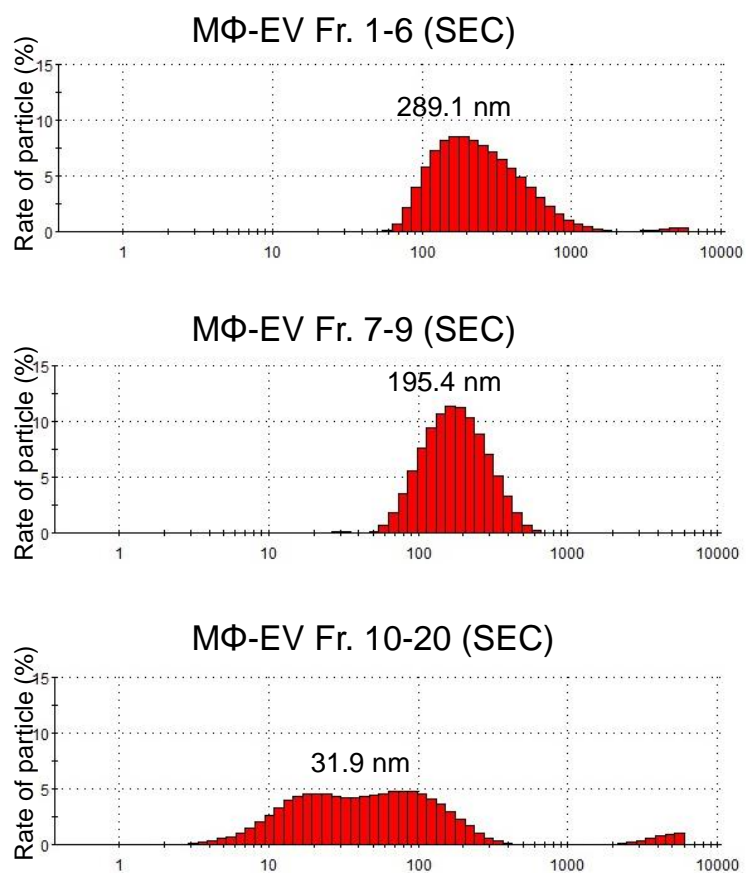 MΦ-EV Fr. 1-6 (SEC)
Rate of particle (%)
15
10
5
0
289.1 nm
1 10 100 1000 10000
MΦ-EV Fr. 7-9 (SEC)
Rate of particle (%)
15
10
5
0
195.4 nm
1 10 100 1000 10000
MΦ-EV Fr. 10-20 (SEC)
Rate of particle (%)
15
10
5
0
31.9 nm
1 10 100 1000 10000